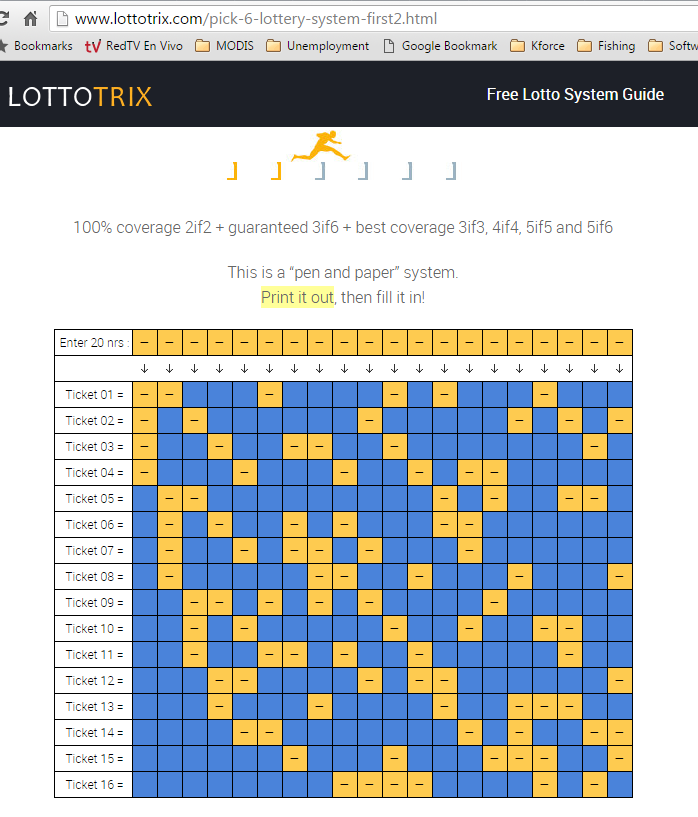 www.lottotrix.com/pick-6-lottery-system-first2.html
Bookmarks tV RedTV En Vivo MODIS Unemployment Google Bookmark Kforce Fishing Softw
LOTTOTRIX Free Lotto System Guide
100% coverage 2if2 + guaranteed 3if6 + best coverage 3if3, 4if4, 5if5 and 5if6
This is a “pen and paper” system.
Print it out, then fill it in!
Enter 20 nrs : – – – – – – – – – – – – – – – – – – – –
↓ ↓ ↓ ↓ ↓ ↓ ↓ ↓ ↓ ↓ ↓ ↓ ↓ ↓ ↓ ↓ ↓ ↓ ↓ ↓
Ticket 01 = – – – – – –
Ticket 02 = – – – – – –
Ticket 03 = – – – – – –
Ticket 04 = – – – – – –
Ticket 05 = – – – – – –
Ticket 06 = – – – – – –
Ticket 07 = – – – – – –
Ticket 08 = – – – – – –
Ticket 09 = – – – – – –
Ticket 10 = – – – – – –
Ticket 11 = – – – – – –
Ticket 12 = – – – – – –
Ticket 13 = – – – – – –
Ticket 14 = – – – – – –
Ticket 15 = – – – – – –
Ticket 16 = – – – – – –